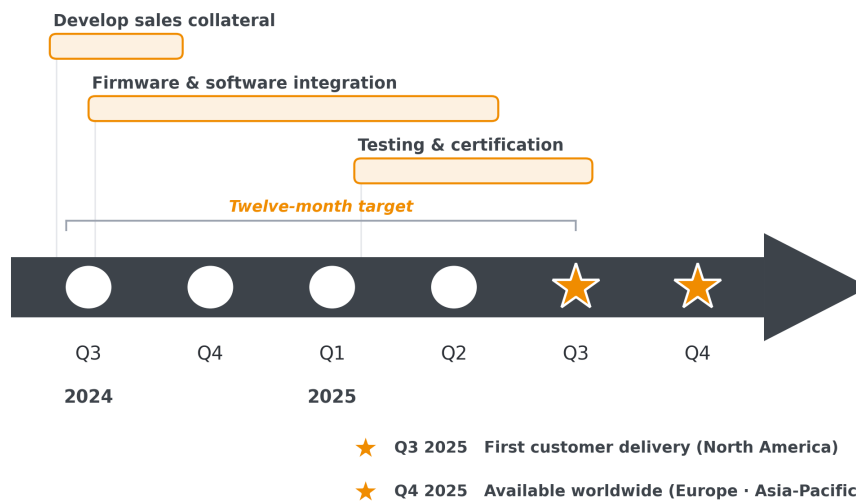 Develop sales collateral
Firmware & software integration
Testing & certification
Twelve-month target
Q3 Q4 Q1 Q2 Q3 Q4
2024 2025
Q3 2025 First customer delivery (North America)
Q4 2025 Available worldwide (Europe · Asia-Pacific